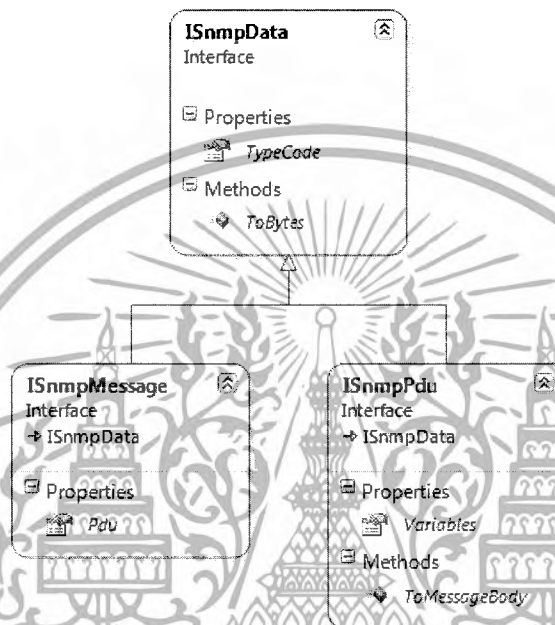 ISnmpData
Interface
Properties
TypeCode
Methods
ToBytes
ISnmpMessage
Interface
ISnmpData
Properties
Pdu
ISnmpPdu
Interface
ISnmpData
Properties
Variables
Methods
ToMessageBody